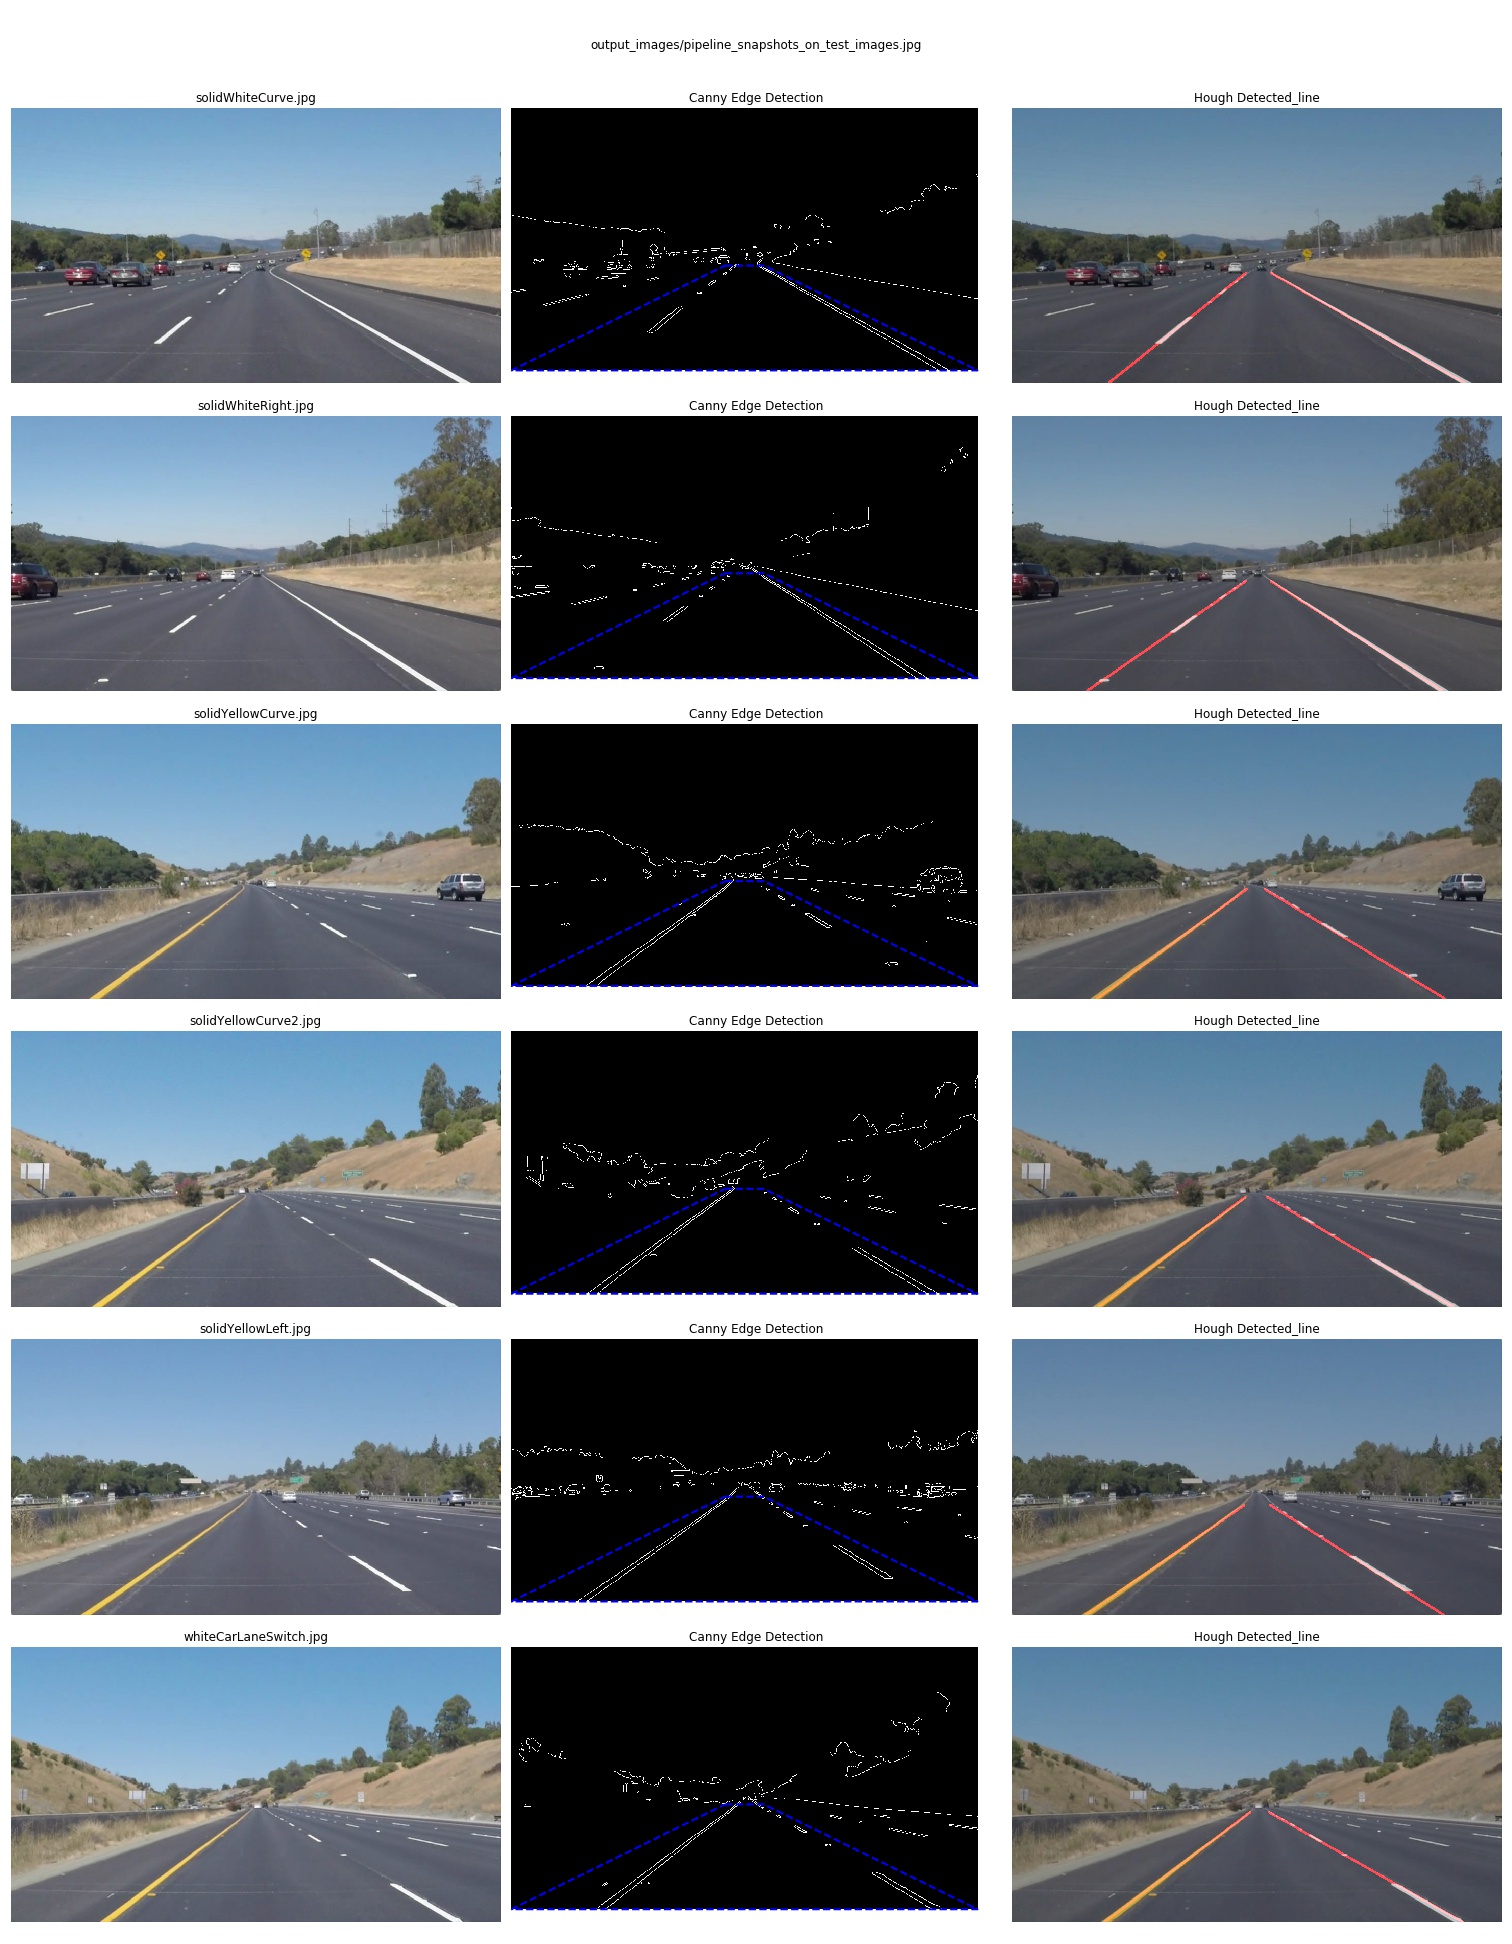 output_images/pipeline_snapshots_on_test_images.jpg
solidWhiteCurve.jpg
Canny Edge Detection
Hough Detected_line
solidWhiteRight.jpg
Canny Edge Detection
Hough Detected_line
solidYellowCurve.jpg
Canny Edge Detection
Hough Detected_line
solidYellowCurve2.jpg
Canny Edge Detection
Hough Detected_line
solidYellowLeft.jpg
Canny Edge Detection
Hough Detected_line
whiteCarLaneSwitch.jpg
Canny Edge Detection
Hough Detected_line